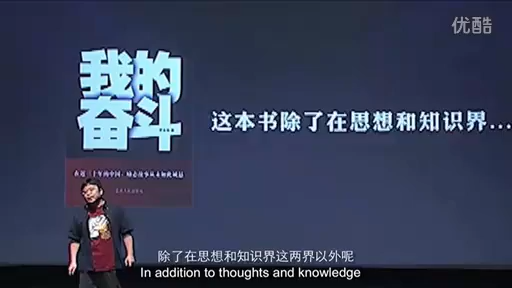 优酷
我的
奋斗
这本书除了在思想和知识界...
除了在思想和知识界这两界以外呢
In addition to thoughts and knowledge